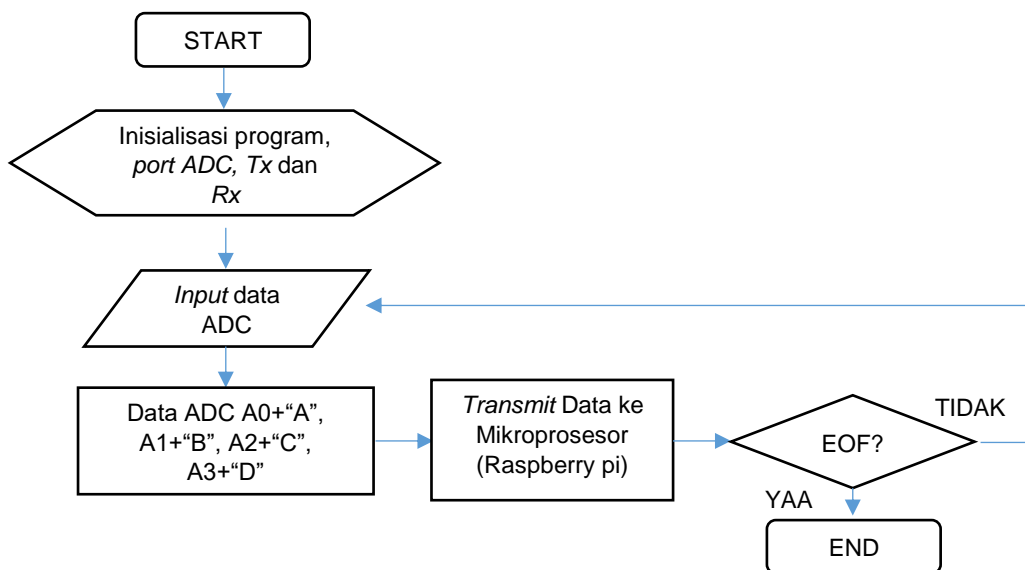 START
Inisialisasi program,
port ADC, Tx dan
Rx
Input data
ADC
Data ADC A0+“A”,
A1+“B”, A2+“C”,
A3+“D”
Transmit Data ke
Mikroprosesor
(Raspberry pi)
EOF?
TIDAK
YAA
END